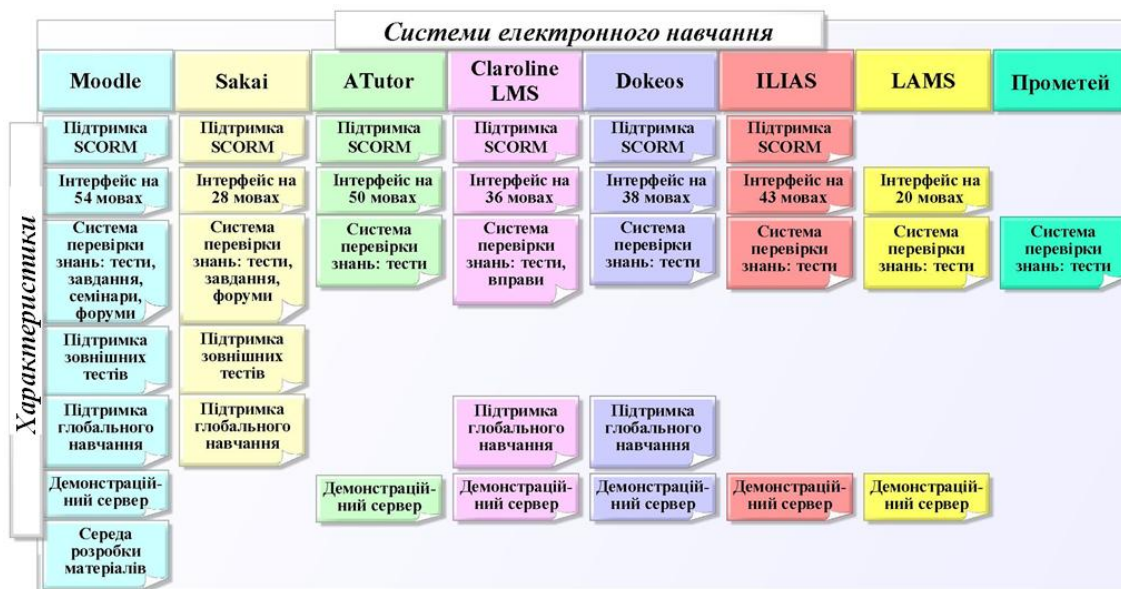 Системи електронного навчання
Moodle
Sakai
ATutor
Claroline
LMS
Dokeos
ILIAS
LAMS
Прометей
Характеристики
Підтримка
SCORM
Підтримка
SCORM
Підтримка
SCORM
Підтримка
SCORM
Підтримка
SCORM
Підтримка
SCORM
Інтерфейс на
54 мовах
Інтерфейс на
28 мовах
Інтерфейс на
50 мовах
Інтерфейс на
36 мовах
Інтерфейс на
38 мовах
Інтерфейс на
43 мовах
Інтерфейс на
20 мовах
Система
перевірки
знань: тести,
завдання,
семінари,
форуми
Система
перевірки
знань: тести,
завдання,
форуми
Система
перевірки
знань: тести
Система
перевірки
знань: тести,
вправи
Система
перевірки
знань: тести
Система
перевірки
знань: тести
Система
перевірки
знань: тести
Система
перевірки
знань: тести
Підтримка
зовнішних
тестів
Підтримка
зовнішних
тестів
Підтримка
глобального
навчання
Підтримка
глобального
навчання
Підтримка
глобального
навчання
Підтримка
глобального
навчання
Демонстрацій-
ний сервер
Демонстрацій-
ний сервер
Демонстрацій-
ний сервер
Демонстрацій-
ний сервер
Демонстрацій-
ний сервер
Демонстрацій-
ний сервер
Середа
розробки
матеріалів